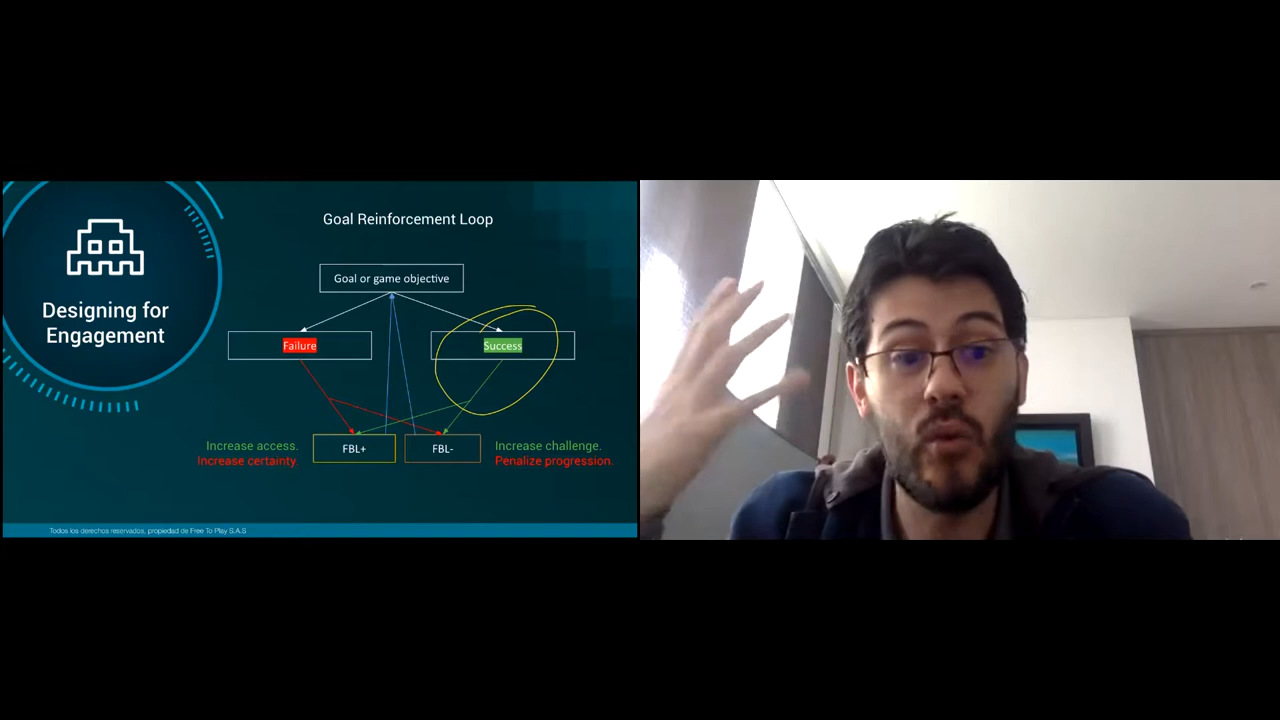 Designing for
Engagement
Goal Reinforcement Loop
Goal or game objective
Failure
Success
Increase access.
Increase certainty.
FBL+
FBL-
Increase challenge.
Penalize progression.
Todos los derechos reservados, propiedad de Free To Play S.A.S